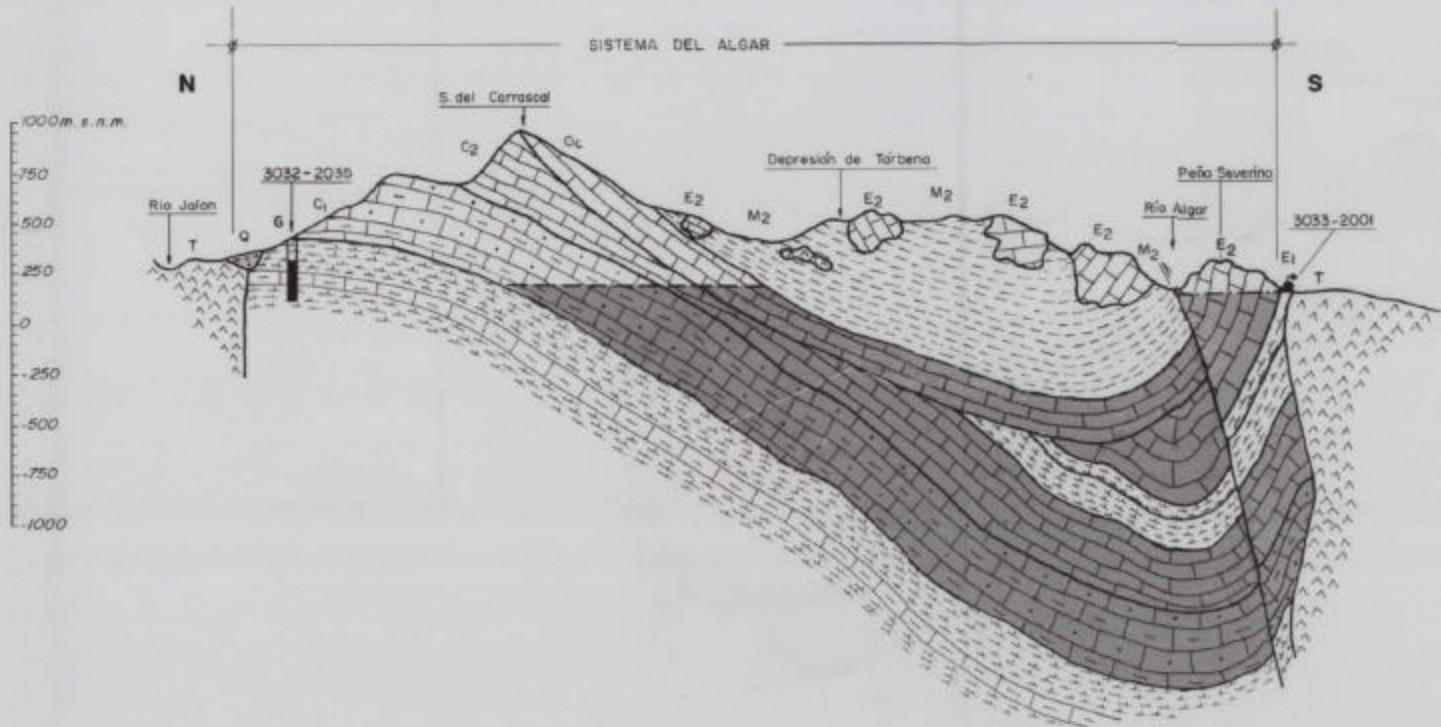 SISTEMA DEL ALGAR
N
S
S. del Carrascal
1000 m. s.n.m.
C2
Oc
Depresión de Tárbena
750
3032-2035
Peña Severino
E2
M2
E2
M2
E2
Río Jalon
500
G
C1
E2
Río Algar
3033-2001
T
Q
M2
E2
E1
T
250
0
-250
-500
-750
-1000